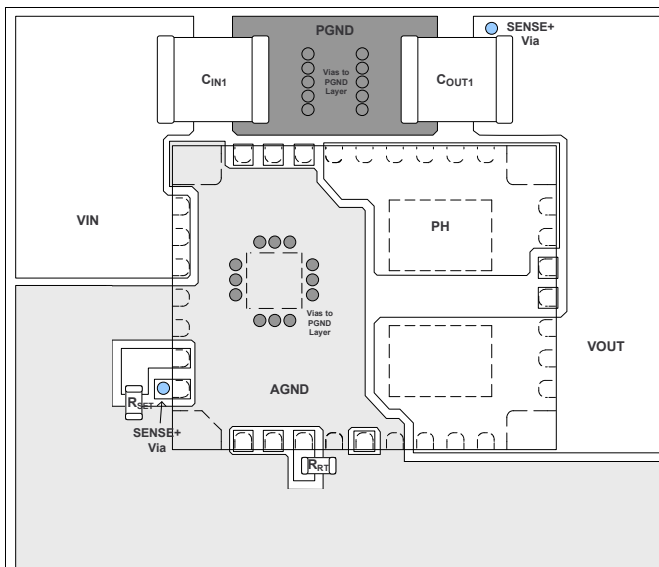 PGND
SENSE+
Via
CIN1
Vias to
PGND
Layer
COUT1
VIN
PH
Vias to
PGND
Layer
VOUT
AGND
RSET
SENSE+
Via
RRT